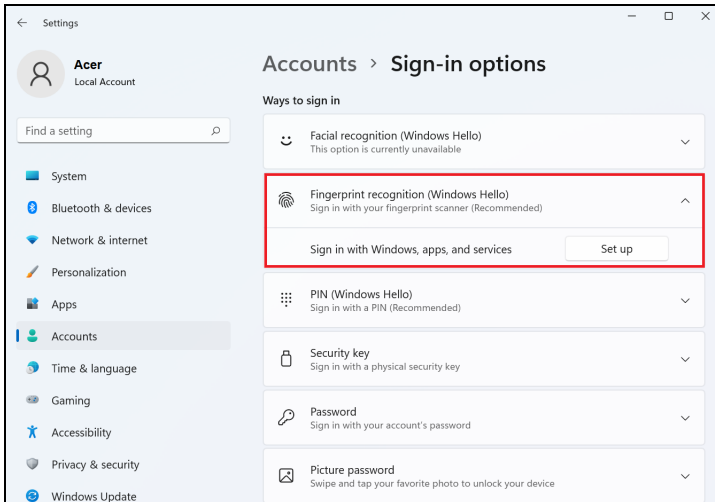 Settings
Acer
Local Account
Find a setting
System
Bluetooth & devices
Network & internet
Personalization
Apps
Accounts
Time & language
Gaming
Accessibility
Privacy & security
Windows Update
Accounts > Sign-in options
Ways to sign in
Facial recognition (Windows Hello)
This option is currently unavailable
Fingerprint recognition (Windows Hello)
Sign in with your fingerprint scanner (Recommended)
Sign in with Windows, apps, and services
Set up
PIN (Windows Hello)
Sign in with a PIN (Recommended)
Security key
Sign in with a physical security key
Password
Sign in with your account's password
Picture password
Swipe and tap your favorite photo to unlock your device